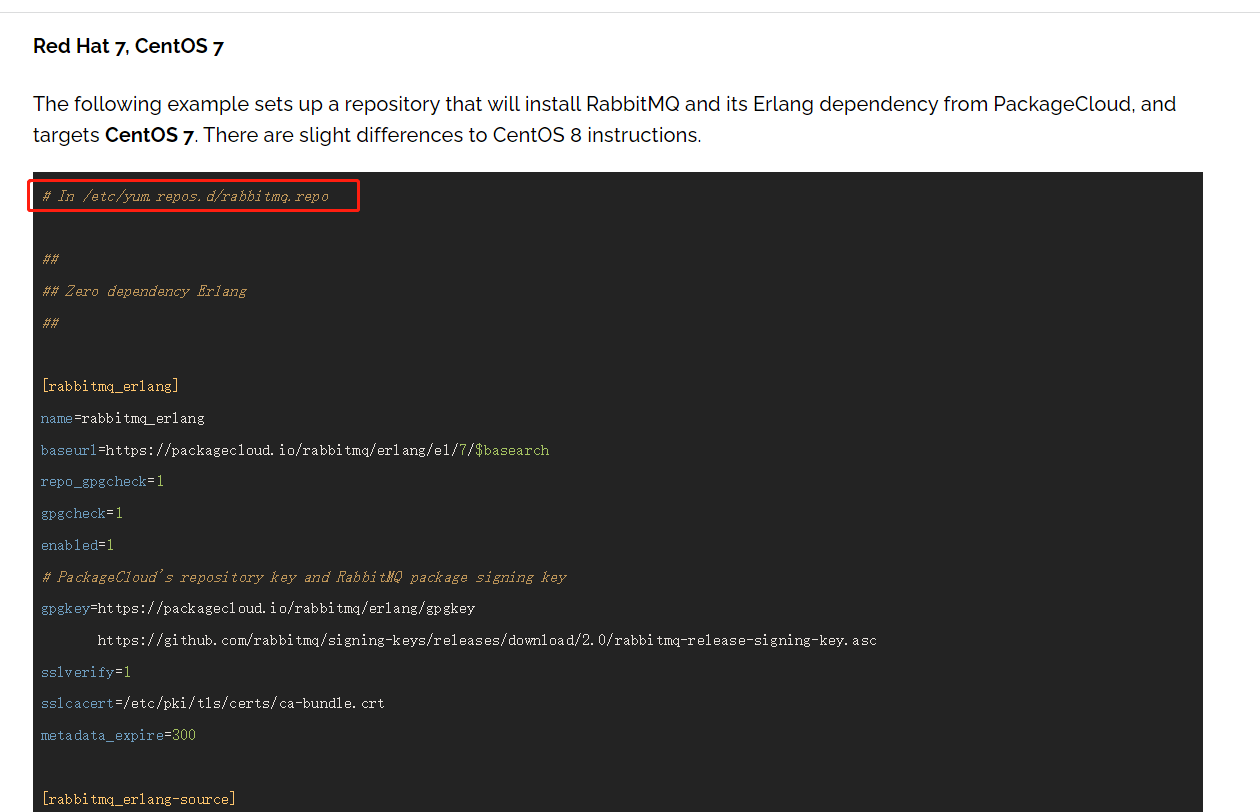 Red Hat 7, CentOS 7
The following example sets up a repository that will install RabbitMQ and its Erlang dependency from PackageCloud, and
targets CentOS 7. There are slight differences to CentOS 8 instructions.
# In /etc/yum.repos.d/rabbitmq.repo
##
## Zero dependency Erlang
##
[rabbitmq_erlang]
name=rabbitmq_erlang
baseurl=https://packagecloud.io/rabbitmq/erlang/el/7/$basearch
repo_gpgcheck=1
gpgcheck=1
enabled=1
# PackageCloud's repository key and RabbitMQ package signing key
gpgkey=https://packagecloud.io/rabbitmq/erlang/gpgkey
https://github.com/rabbitmq/signing-keys/releases/download/2.0/rabbitmq-release-signing-key.asc
sslverify=1
sslcacert=/etc/pki/tls/certs/ca-bundle.crt
metadata_expire=300
[rabbitmq_erlang-source]